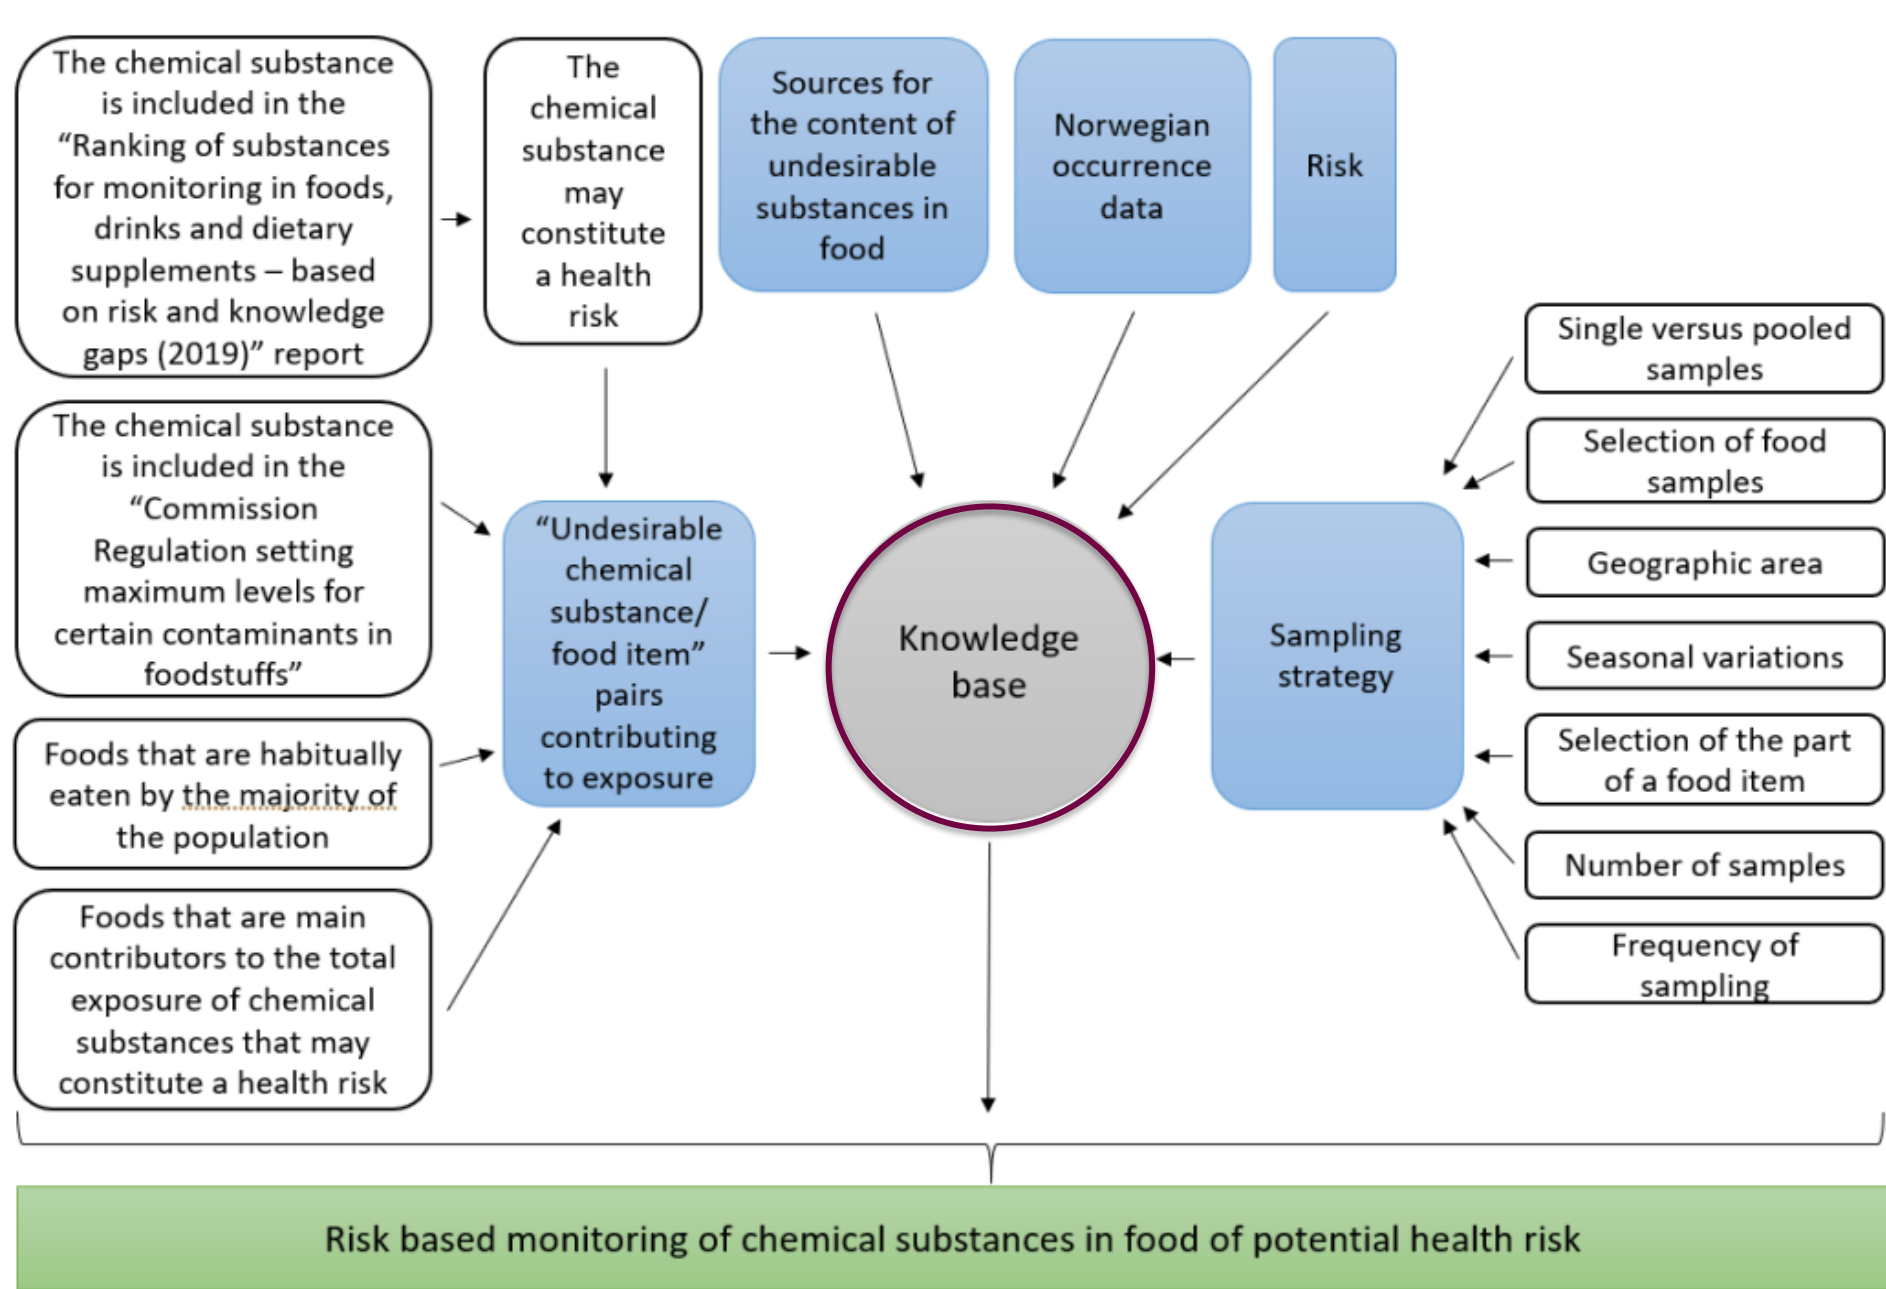 The chemical substance
is included in the
“Ranking of substances
for monitoring in foods,
drinks and dietary
supplements – based
on risk and knowledge
gaps (2019)” report
The
chemical
substance
may
constitute
a health
risk
Sources for
the content of
undesirable
substances in
food
Norwegian
occurrence
data
Risk
The chemical substance
is included in the
“Commission
Regulation setting
maximum levels for
certain contaminants in
foodstuffs”
Foods that are habitually
eaten by the majority of
the population
Foods that are main
contributors to the total
exposure of chemical
substances that may
constitute a health risk
“Undesirable
chemical
substance/
food item”
pairs
contributing
to exposure
Knowledge
base
Sampling
strategy
Single versus pooled
samples
Selection of food
samples
Geographic area
Seasonal variations
Selection of the part
of a food item
Number of samples
Frequency of
sampling
Risk based monitoring of chemical substances in food of potential health risk